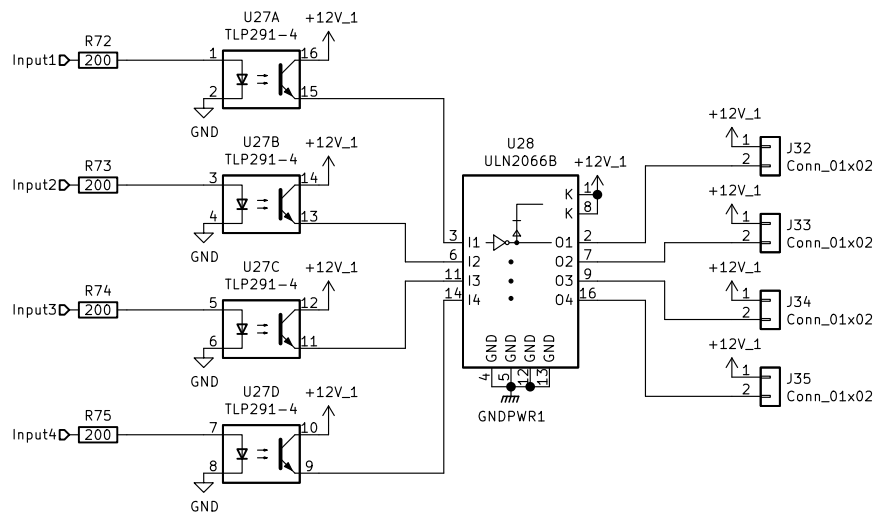 U27A
TLP291-4
+12V_1
Input1
R72
200
1
2
16
15
GND
U27B
TLP291-4
+12V_1
Input2
R73
200
3
4
14
13
GND
U27C
TLP291-4
+12V_1
Input3
R74
200
5
6
12
11
GND
U27D
TLP291-4
+12V_1
Input4
R75
200
7
8
10
9
GND
U28
ULN2066B
+12V_1
K 1
K 8
3 I1
O1 2
6 I2
O2 7
11 I3
O3 9
14 I4
O4 16
GND GND GND GND
4 5 12 13
GNDPWR1
+12V_1
1
2
J32
Conn_01x02
+12V_1
1
2
J33
Conn_01x02
+12V_1
1
2
J34
Conn_01x02
+12V_1
1
2
J35
Conn_01x02